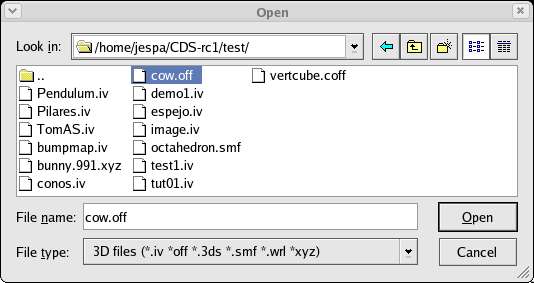 Open
Look in: /home/jespa/CDS-rc1/test/
.. cow.off vertcube.coff
Pendulum.iv demo1.iv
Pilares.iv espejo.iv
TomAS.iv image.iv
bumpmap.iv octahedron.smf
bunny.991.xyz test1.iv
conos.iv tut01.iv
File name: cow.off Open
File type: 3D files (*.iv *off *.3ds *.smf *.wrl *xyz) Cancel